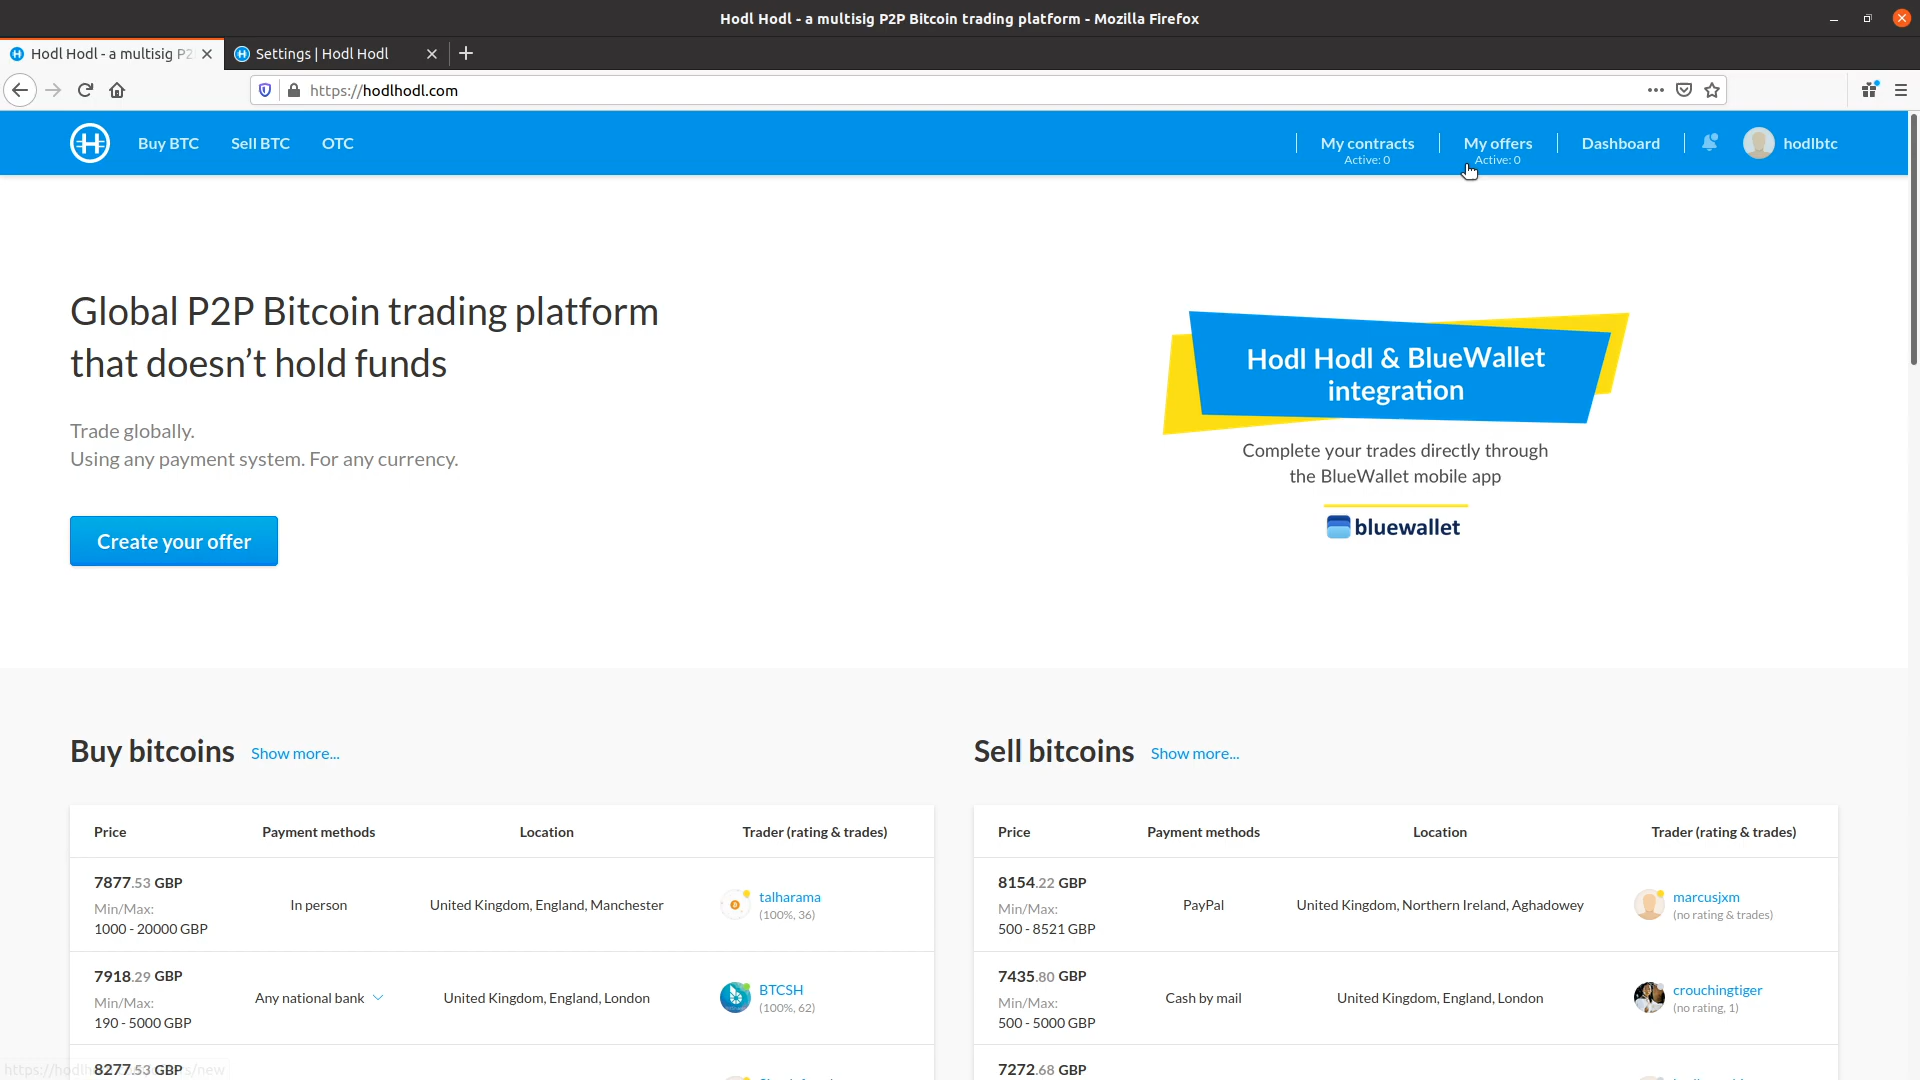 Hodl Hodl - a multisig P2P Bitcoin trading platform - Mozilla Firefox
Hodl Hodl - a multisig P2
Settings | Hodl Hodl
https://hodlhodl.com
Buy BTC
Sell BTC
OTC
My contracts
Active: 0
My offers
Active: 0
Dashboard
hodlbtc
Global P2P Bitcoin trading platform
that doesn't hold funds
Trade globally.
Using any payment system. For any currency.
Create your offer
Hodl Hodl & BlueWallet
integration
Complete your trades directly through
the BlueWallet mobile app
bluewallet
Buy bitcoins Show more...
Price Payment methods Location Trader (rating & trades)
7877.53 GBP
Min/Max:
1000 - 20000 GBP
In person
United Kingdom, England, Manchester
talharama
(100%, 36)
7918.29 GBP
Min/Max:
190 - 5000 GBP
Any national bank
United Kingdom, England, London
BTCSH
(100%, 62)
8277.53 GBP
Sell bitcoins Show more...
Price Payment methods Location Trader (rating & trades)
8154.22 GBP
Min/Max:
500 - 8521 GBP
PayPal
United Kingdom, Northern Ireland, Aghadowey
marcusjxm
(no rating & trades)
7435.80 GBP
Min/Max:
500 - 5000 GBP
Cash by mail
United Kingdom, England, London
crouchingtiger
(no rating, 1)
7272.68 GBP